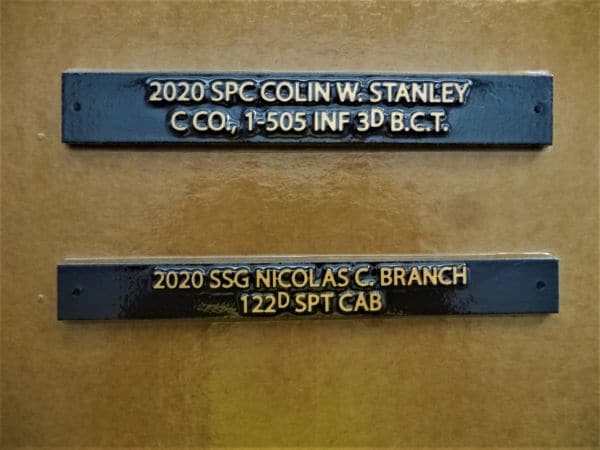 2020 SPC COLIN W. STANLEY
C CO., 1-505 INF 3D B.C.T.
2020 SSG NICOLAS C. BRANCH
122D SPT CAB